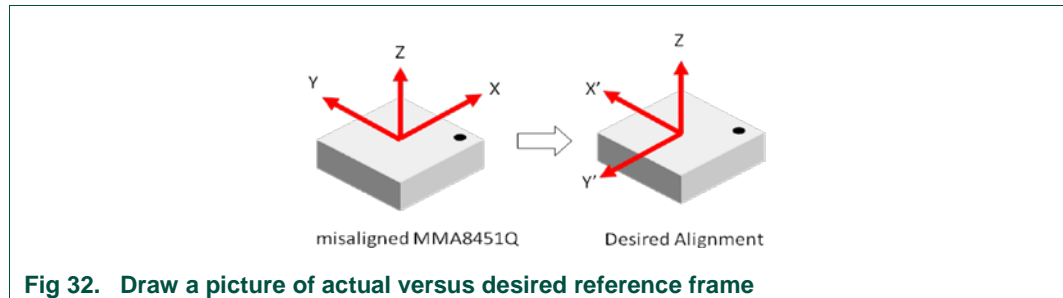 Z
Y
X
misaligned MMA8451Q
Z
X'
Y'
Desired Alignment
Fig 32. Draw a picture of actual versus desired reference frame